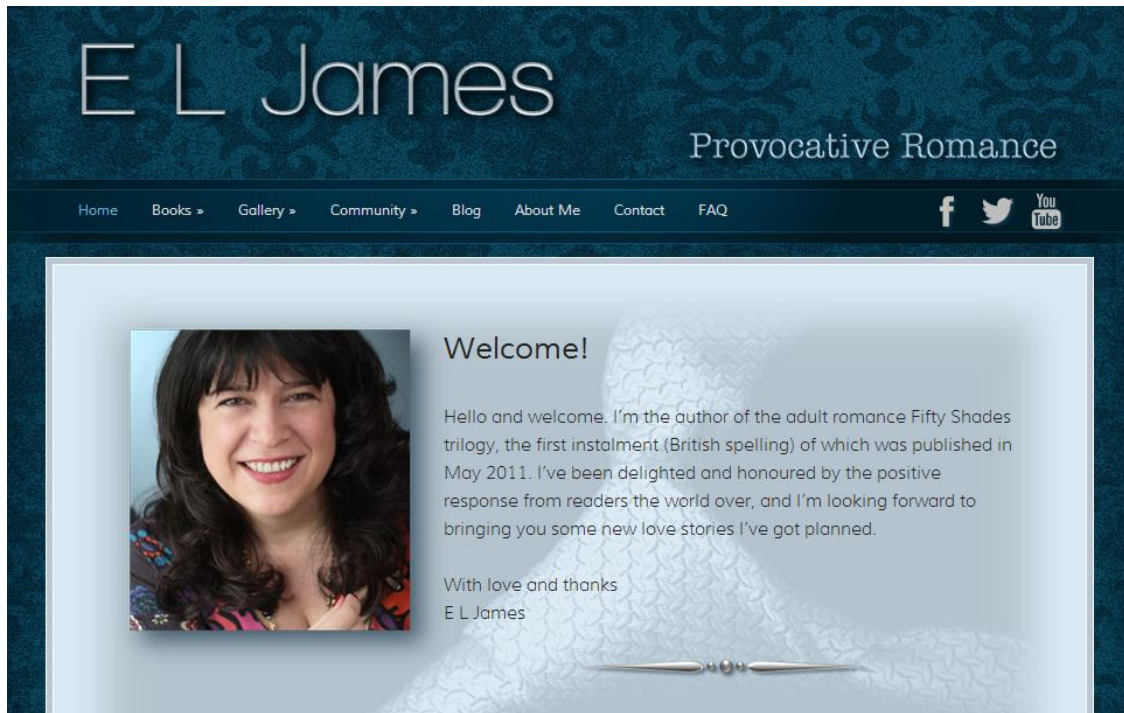 E L James
Provocative Romance
Home Books » Gallery » Community » Blog About Me Contact FAQ
You
Tube
Welcome!
Hello and welcome. I'm the author of the adult romance Fifty Shades
trilogy, the first instalment (British spelling) of which was published in
May 2011. I've been delighted and honoured by the positive
response from readers the world over, and I'm looking forward to
bringing you some new love stories I've got planned.
With love and thanks
E L James